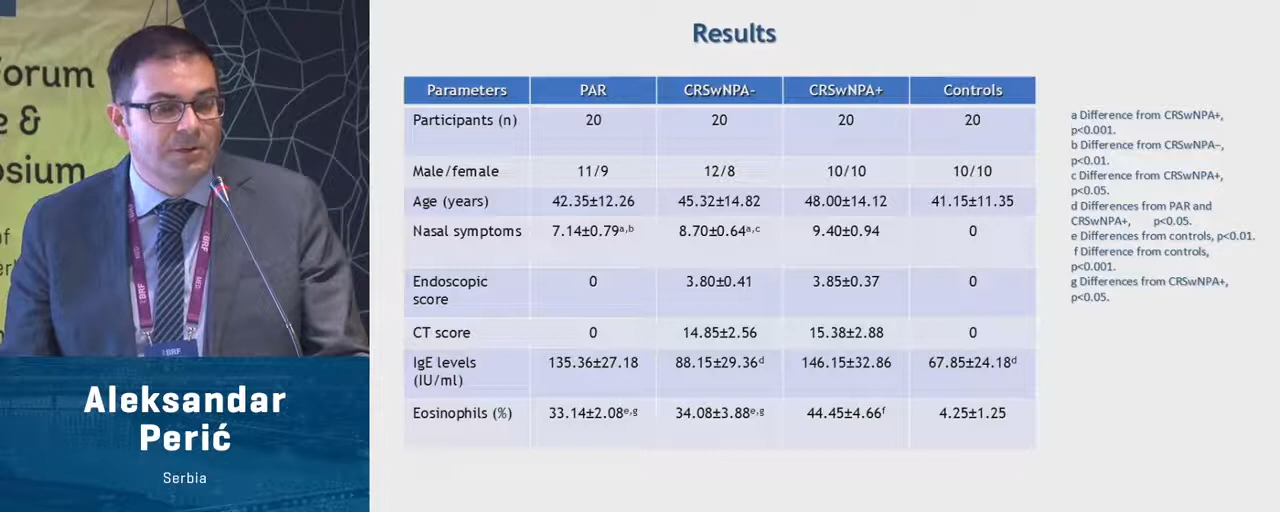 Forum
e &
osium
of
BRF
BRF
BRF
Aleksandar
Perić
Serbia
Results
Parameters PAR CRSwNPA- CRSwNPA+ Controls
Participants (n) 20 20 20 20
Male/female 11/9 12/8 10/10 10/10
Age (years) 42.35±12.26 45.32±14.82 48.00±14.12 41.15±11.35
Nasal symptoms 7.14±0.79a,b 8.70±0.64a,c 9.40±0.94 0
Endoscopic
score 0 3.80±0.41 3.85±0.37 0
CT score 0 14.85±2.56 15.38±2.88 0
IgE levels
(IU/ml) 135.36±27.18 88.15±29.36d 146.15±32.86 67.85±24.18d
Eosinophils (%) 33.14±2.08e,g 34.08±3.88e,g 44.45±4.66f 4.25±1.25
a Difference from CRSwNPA+,
p<0.001.
b Difference from CRSwNPA−,
p<0.01.
c Difference from CRSwNPA+,
p<0.05.
d Differences from PAR and
CRSwNPA+, p<0.05.
e Differences from controls, p<0.01.
f Difference from controls,
p<0.001.
g Differences from CRSwNPA+,
p<0.05.